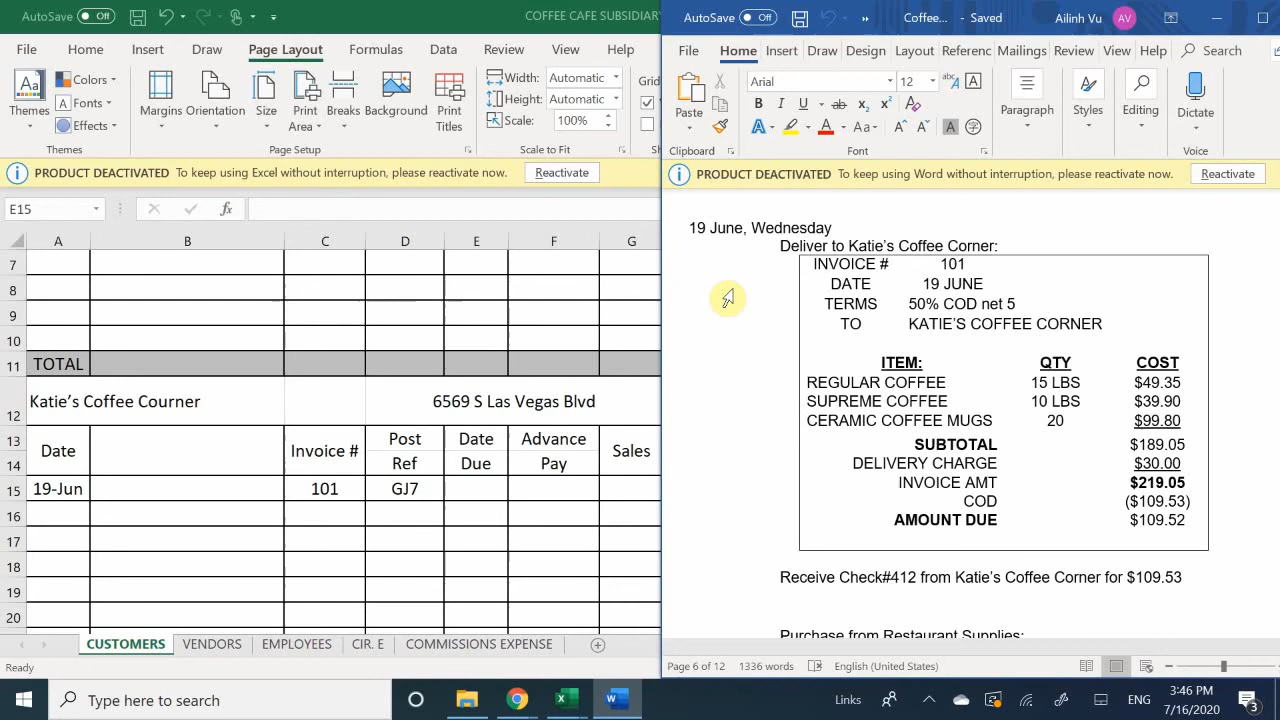 AutoSave Off COFFEE CAFE SUBSIDIARY
File Home Insert Draw Page Layout Formulas Data Review View Help
Themes Colors Fonts Effects Margins Orientation Size Print Area Breaks Background Print Titles Width: Automatic Height: Automatic Scale: 100% Grid
Themes Page Setup Scale to Fit
PRODUCT DEACTIVATED To keep using Excel without interruption, please reactivate now. Reactivate
E15 fx
A B C D E F G
7
8
9
10
11 TOTAL
12 Katie's Coffee Courner 6569 S Las Vegas Blvd
13 Date Invoice # Post Date Advance Sales
14 Ref Due Pay
15 19-Jun 101 GJ7
16
17
18
19
20
CUSTOMERS VENDORS EMPLOYEES CIR. E COMMISSIONS EXPENSE
Ready
AutoSave Off Coffee... - Saved Ailinh Vu AV
File Home Insert Draw Design Layout Referenc Mailings Review View Help Search
Paste Arial 12 abc A Paragraph Styles Editing Dictate
B I U ab x₂ x² A
A A Aa A A A
Clipboard Font Voice
PRODUCT DEACTIVATED To keep using Word without interruption, please reactivate now. Reactivate
19 June, Wednesday
Deliver to Katie's Coffee Corner:
INVOICE # 101
DATE 19 JUNE
TERMS 50% COD net 5
TO KATIE'S COFFEE CORNER
ITEM: QTY COST
REGULAR COFFEE 15 LBS $49.35
SUPREME COFFEE 10 LBS $39.90
CERAMIC COFFEE MUGS 20 $99.80
SUBTOTAL $189.05
DELIVERY CHARGE $30.00
INVOICE AMT $219.05
COD ($109.53)
AMOUNT DUE $109.52
Receive Check#412 from Katie's Coffee Corner for $109.53
Purchase from Restaurant Supplies:
Page 6 of 12 1336 words English (United States)
Type here to search Links ENG 3:46 PM
7/16/2020 3